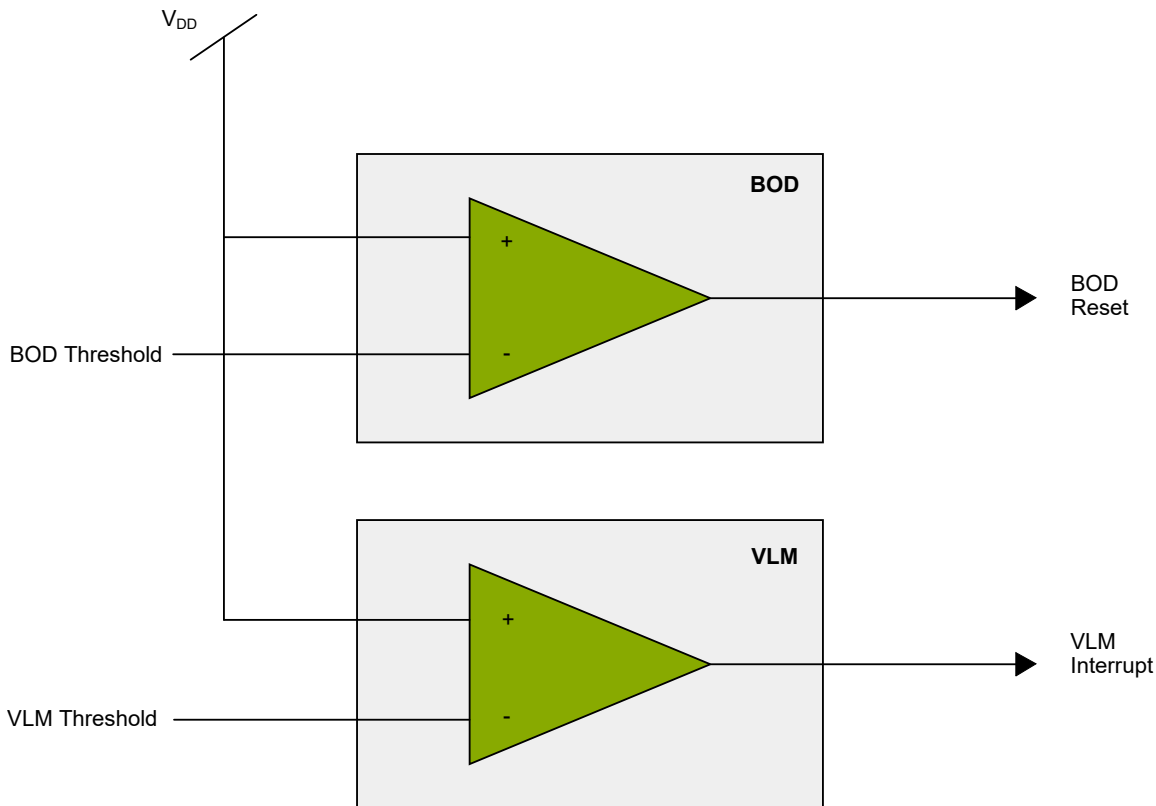 VDD
BOD
+
BOD
Reset
BOD Threshold
-
VLM
+
VLM
Interrupt
VLM Threshold
-